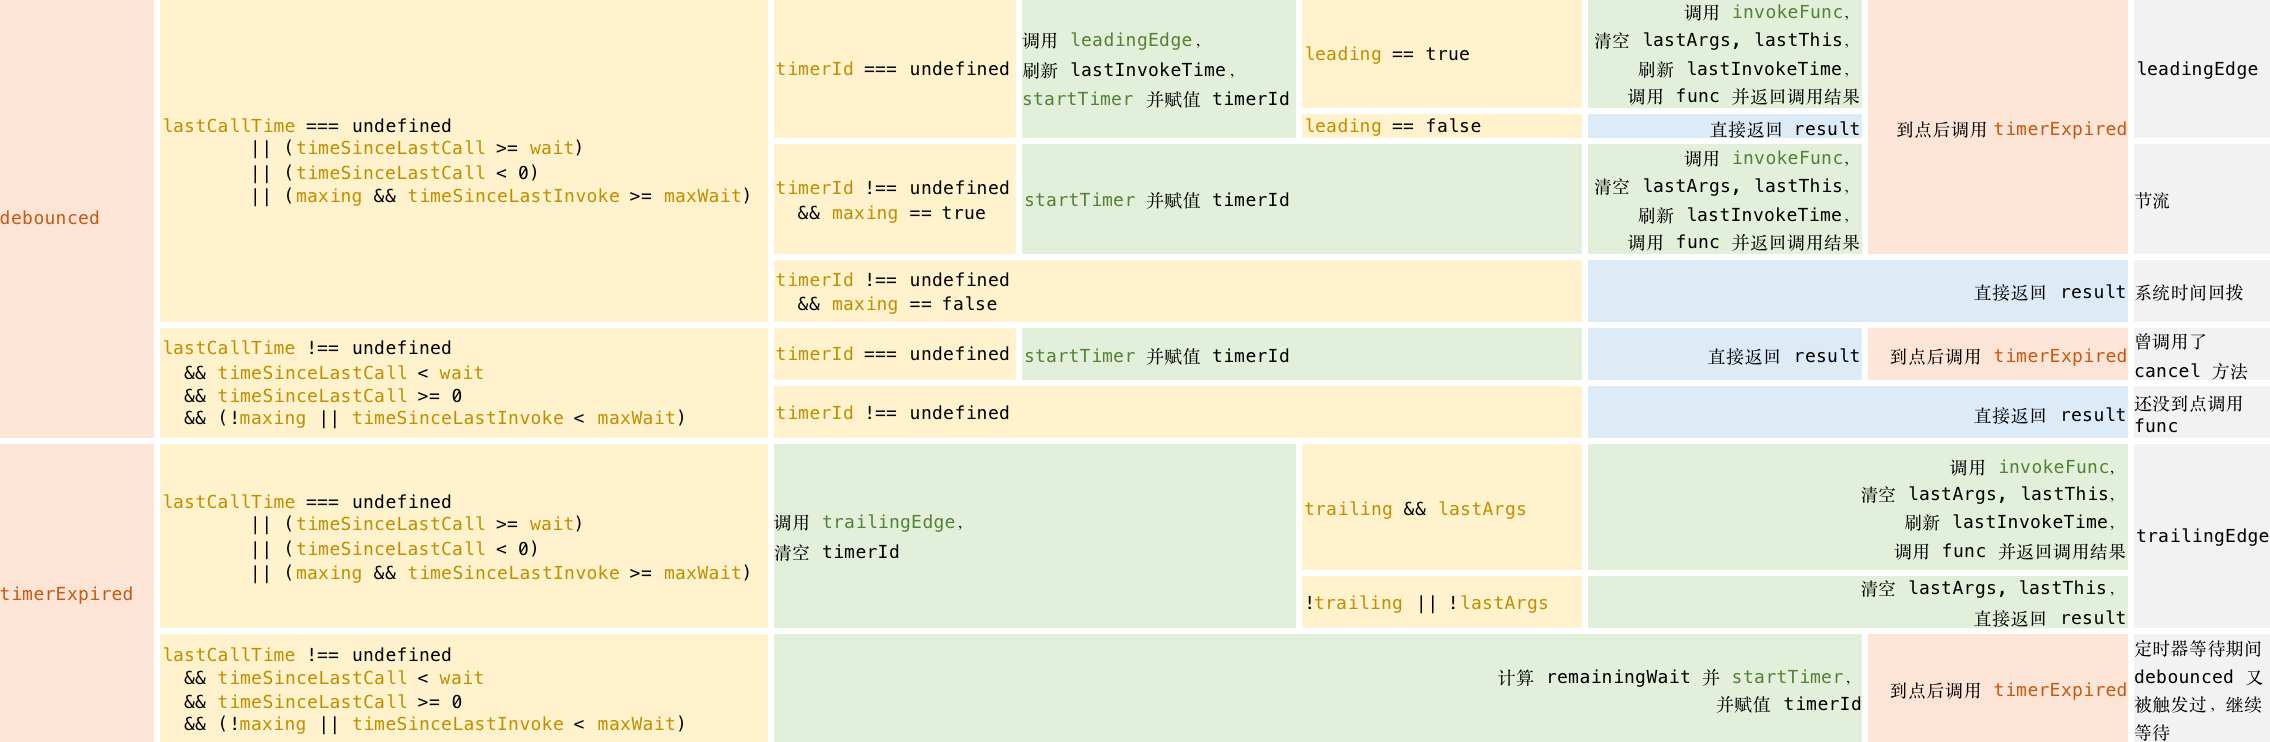 debounced
lastCallTime === undefined
|| (timeSinceLastCall >= wait)
|| (timeSinceLastCall < 0)
|| (maxing && timeSinceLastInvoke >= maxWait)
timerId === undefined
调用 leadingEdge,
刷新 lastInvokeTime,
startTimer 并赋值 timerId
leading == true
调用 invokeFunc,
清空 lastArgs, lastThis,
刷新 lastInvokeTime,
调用 func 并返回调用结果
leading == false
直接返回 result
到点后调用 timerExpired
leadingEdge
timerId !== undefined
&& maxing == true
startTimer 并赋值 timerId
调用 invokeFunc,
清空 lastArgs, lastThis,
刷新 lastInvokeTime,
调用 func 并返回调用结果
节流
timerId !== undefined
&& maxing == false
直接返回 result
系统时间回拨
lastCallTime !== undefined
&& timeSinceLastCall < wait
&& timeSinceLastCall >= 0
&& (!maxing || timeSinceLastInvoke < maxWait)
timerId === undefined
startTimer 并赋值 timerId
直接返回 result
到点后调用 timerExpired
曾调用了
cancel 方法
timerId !== undefined
直接返回 result
还没到点调用
func
timerExpired
lastCallTime === undefined
|| (timeSinceLastCall >= wait)
|| (timeSinceLastCall < 0)
|| (maxing && timeSinceLastInvoke >= maxWait)
调用 trailingEdge,
清空 timerId
trailing && lastArgs
调用 invokeFunc,
清空 lastArgs, lastThis,
刷新 lastInvokeTime,
调用 func 并返回调用结果
!trailing || !lastArgs
清空 lastArgs, lastThis,
直接返回 result
trailingEdge
lastCallTime !== undefined
&& timeSinceLastCall < wait
&& timeSinceLastCall >= 0
&& (!maxing || timeSinceLastInvoke < maxWait)
计算 remainingWait 并 startTimer,
并赋值 timerId
到点后调用 timerExpired
定时器等待期间
debounced 又
被触发过, 继续
等待